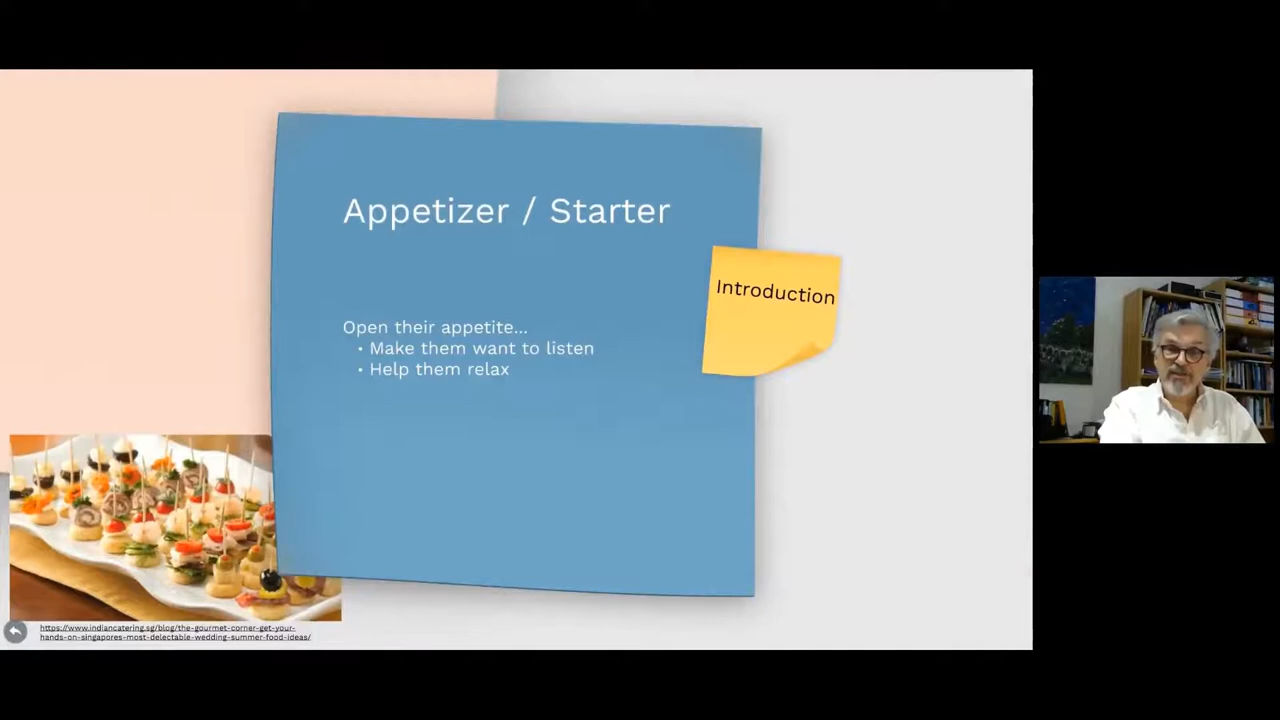 Appetizer / Starter
Introduction
Open their appetite...
• Make them want to listen
• Help them relax
https://www.indiancatering.sg/blog/the-gourmet-corner-get-your-
hands-on-singapores-most-delectable-wedding-summer-food-ideas/